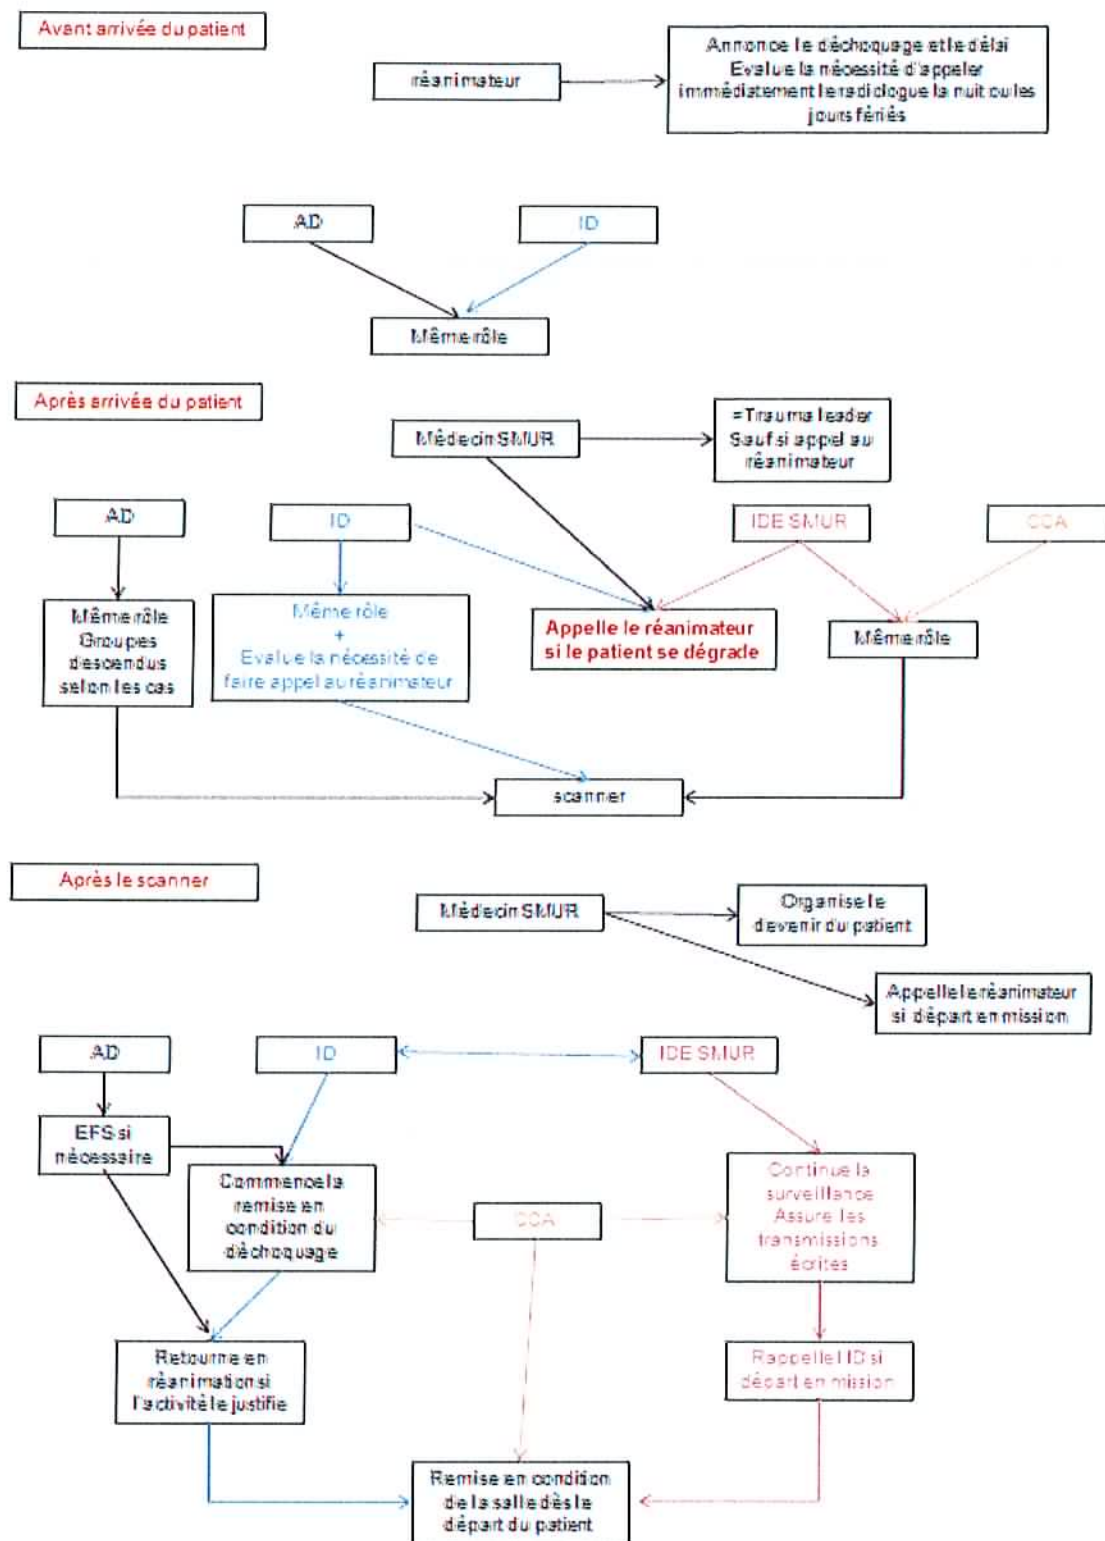 Avant arrivée du patient
réanimateur
Annonce le déchoquage et le délai
Evalue la nécessité d'appeler
immédiatement le radiologue la nuit ou les
jours fériés
AD
ID
Même rôle
Après arrivée du patient
Médecin SMUR
=Trauma leader
Sauf si appel au
réanimateur
AD
ID
IDE SMUR
CCA
Même rôle
Groupes
descendus
selon les cas
Même rôle
+
Evalue la nécessité de
faire appel au réanimateur
Appelle le réanimateur
si le patient se dégrade
Même rôle
scanner
Après le scanner
Médecin SMUR
Organise le
devenir du patient
Appelle le réanimateur
si départ en mission
AD
ID
IDE SMUR
EFS si
nécessaire
Commence la
remise en
condition du
déchoquage
CCA
Continue la
surveillance
Assure les
transmissions
écrites
Retourne en
réanimation si
l'activité le justifie
Rappelle l'ID si
départ en mission
Remise en condition
de la salle dès le
départ du patient